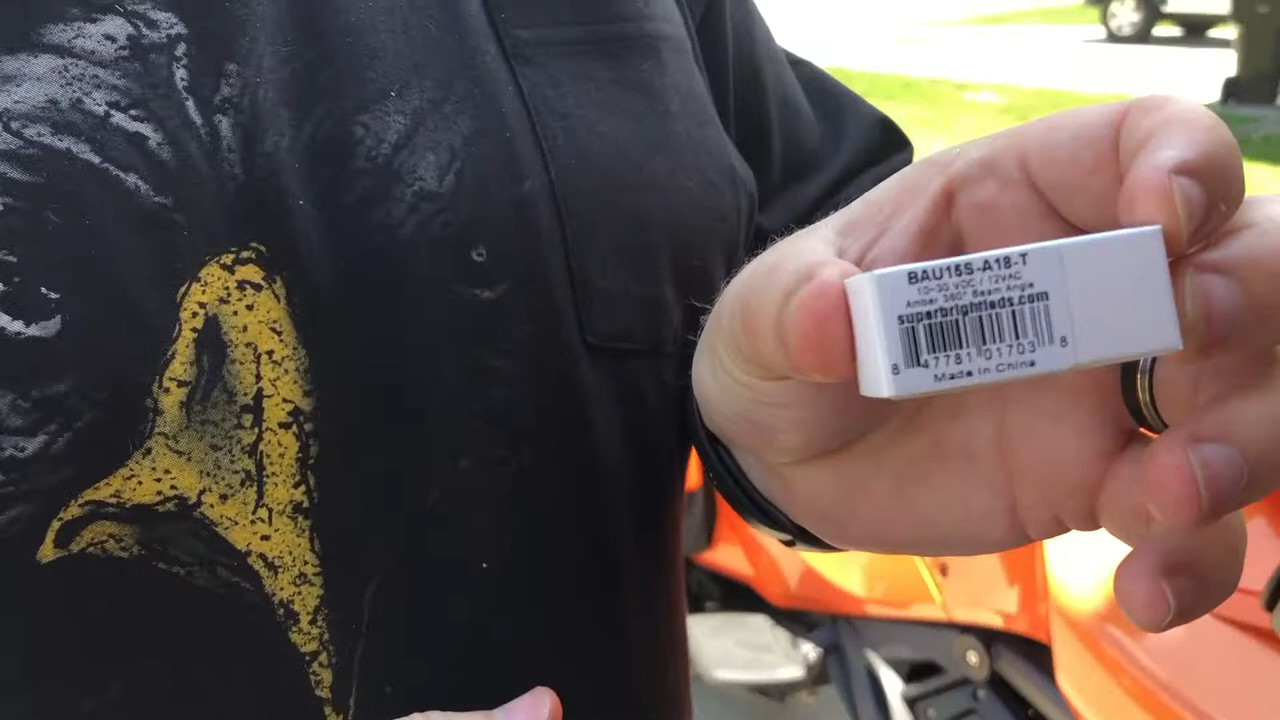 BAU15S-A18-T
10~30 VDC / 12VAC
Amber 360° Beam Angle
superbrightleds.com
8 47781 01703 8
Made in China